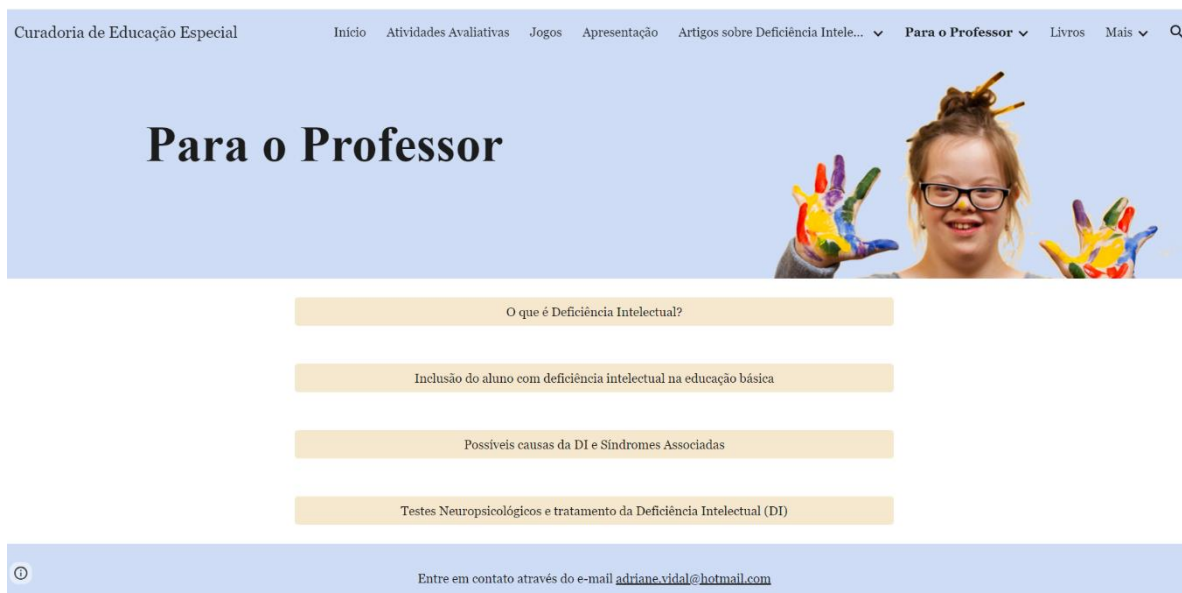 Curadoria de Educação Especial
Início Atividades Avaliativas Jogos Apresentação Artigos sobre Deficiência Intele... Para o Professor Livros Mais
Para o Professor
O que é Deficiência Intelectual?
Inclusão do aluno com deficiência intelectual na educação básica
Possíveis causas da DI e Síndromes Associadas
Testes Neuropsicológicos e tratamento da Deficiência Intelectual (DI)
Entre em contato através do e-mail adriane.vidal@hotmail.com